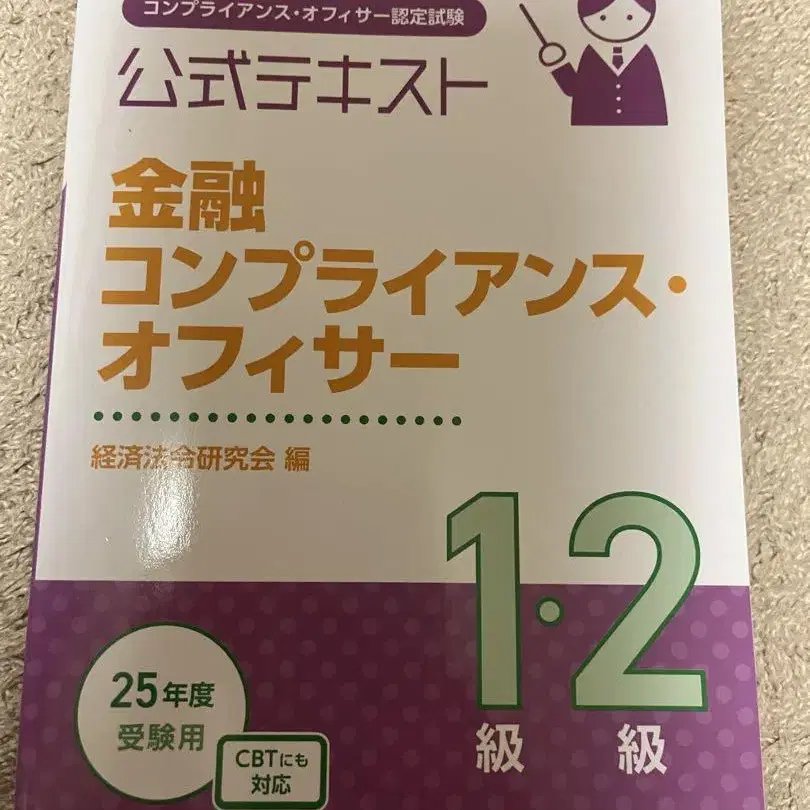 コンプライアンス・オフィサー認定試験
公式テキスト
金融
コンプライアンス・
オフィサー
経済法令研究会 編
1・2
級 級
25年度
受験用
CBTにも
対応